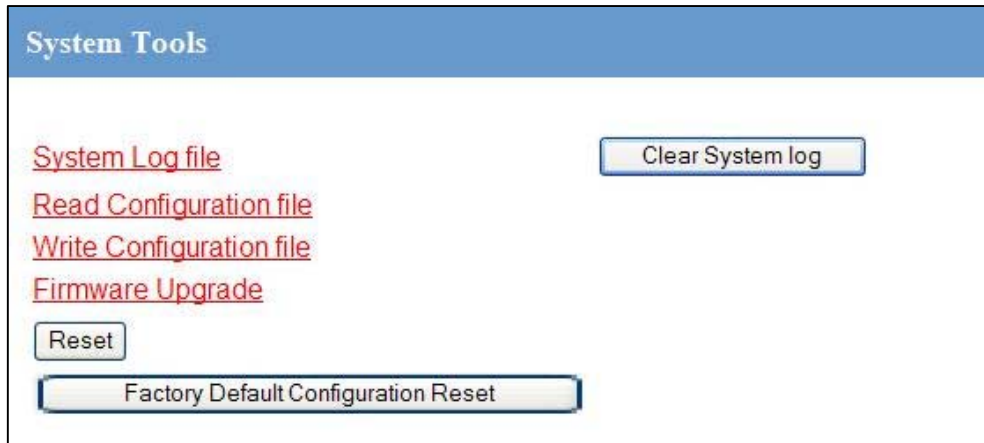 System Tools
System Log file
Clear System log
Read Configuration file
Write Configuration file
Firmware Upgrade
Reset
Factory Default Configuration Reset